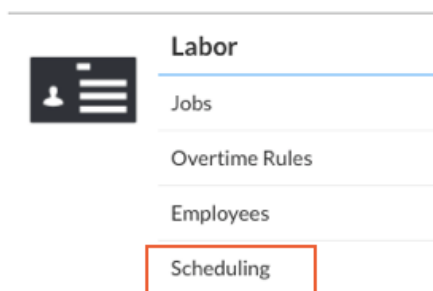 Labor
Jobs
Overtime Rules
Employees
Scheduling